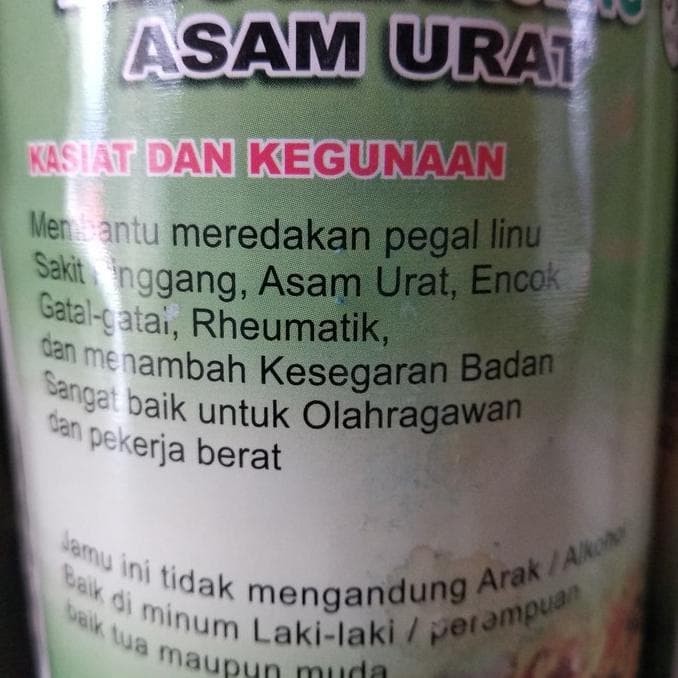 ASAM URAT
KASIAT DAN KEGUNAAN
Membantu meredakan pegal linu
Sakit Pinggang, Asam Urat, Encok
Gatal-gatal, Rheumatik,
dan menambah Kesegaran Badan
Sangat baik untuk Olahragawan
dan pekerja berat
Jamu ini tidak mengandung Arak / Alkohol
Baik di minum Laki-laki / perampuan
baik tua maupun muda